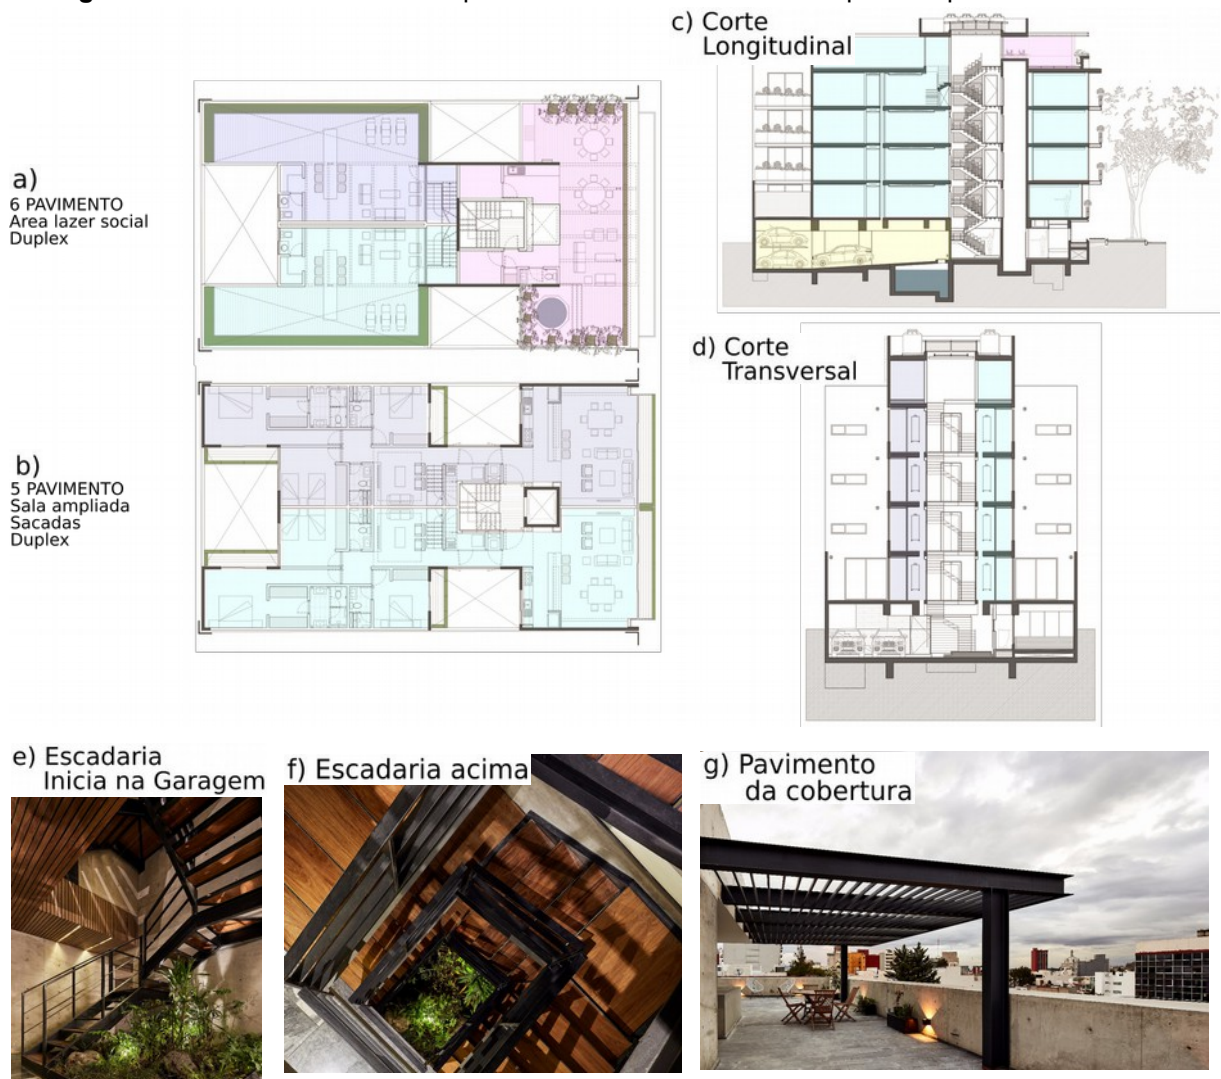 c) Corte
Longitudinal
a)
6 PAVIMENTO
Area lazer social
Duplex
d) Corte
Transversal
b)
5 PAVIMENTO
Sala ampliada
Sacadas
Duplex
e) Escadaria
Inicia na Garagem
f) Escadaria acima
g) Pavimento
da cobertura